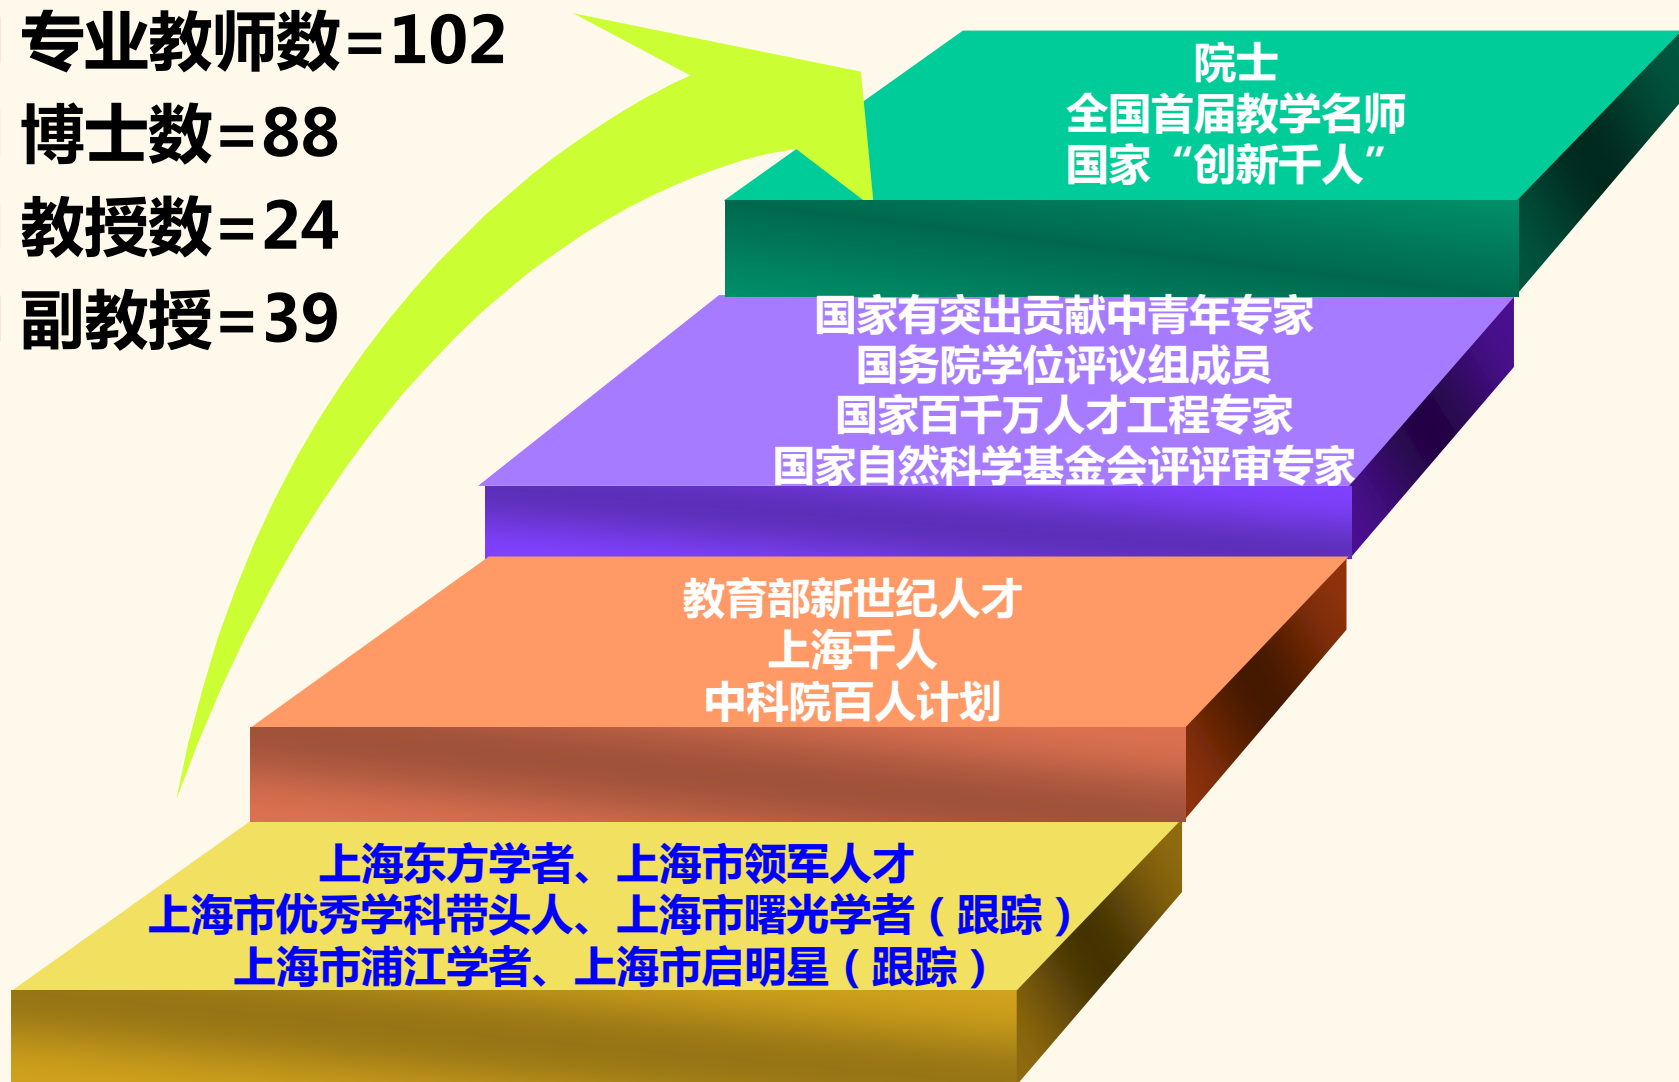 专业教师数=102
博士数=88
教授数=24
副教授=39
院士
全国首届教学名师
国家“创新千人”
国家有突出贡献中青年专家
国务院学位评议组成员
国家百千万人才工程专家
国家自然科学基金会评评审专家
教育部新世纪人才
上海千人
中科院百人计划
上海东方学者、上海市领军人才
上海市优秀学科带头人、上海市曙光学者（跟踪）
上海市浦江学者、上海市启明星（跟踪）